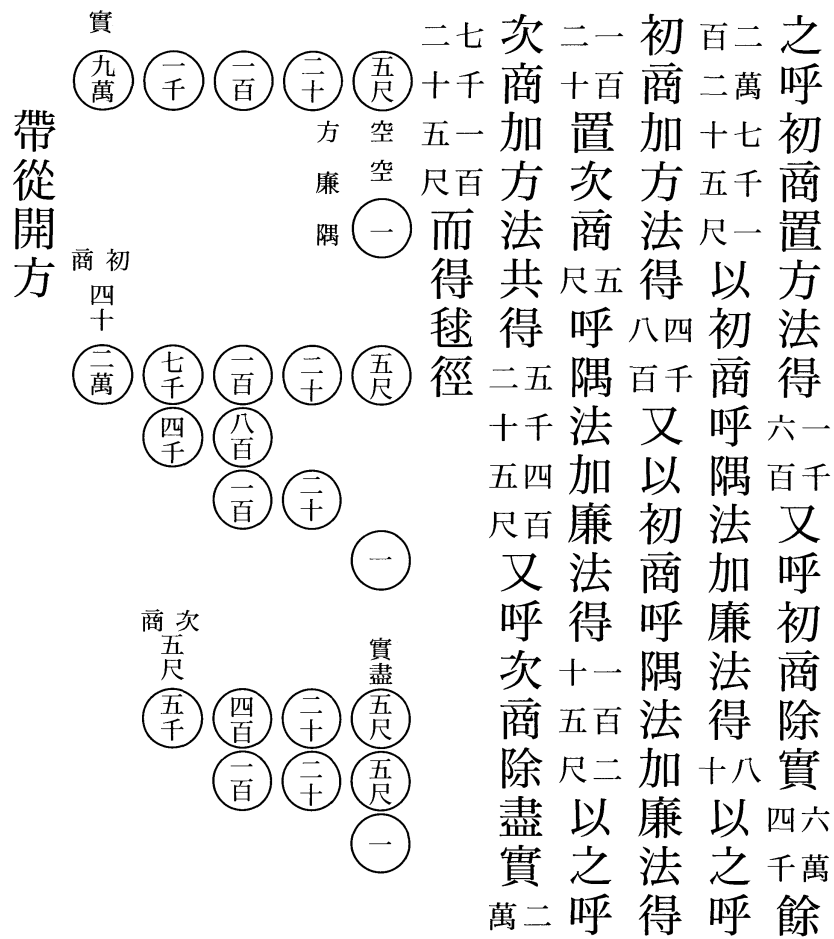 之呼初商置方法得一千六百又呼初商除實六萬四千餘
二萬七千一百二十五尺以初商呼隅法加廉法得八十以之呼
初商加方法得四千八百又以初商呼隅法加廉法得
一百二十置次商五尺呼隅法加廉法得一百二十五尺以之呼
次商加方法共得五千四百二十五尺又呼次商除盡實二萬
七千一百二十五尺而得毬徑
實
九萬 一千 一百 二十 五尺
方 空
廉 空
隅 一
初商
四十
二萬 七千 一百 二十 五尺
四千 八百
一百 二十
一
次商
五尺
實盡
五千 四百 二十 五尺
一百 二十 五尺
一
帶從開方